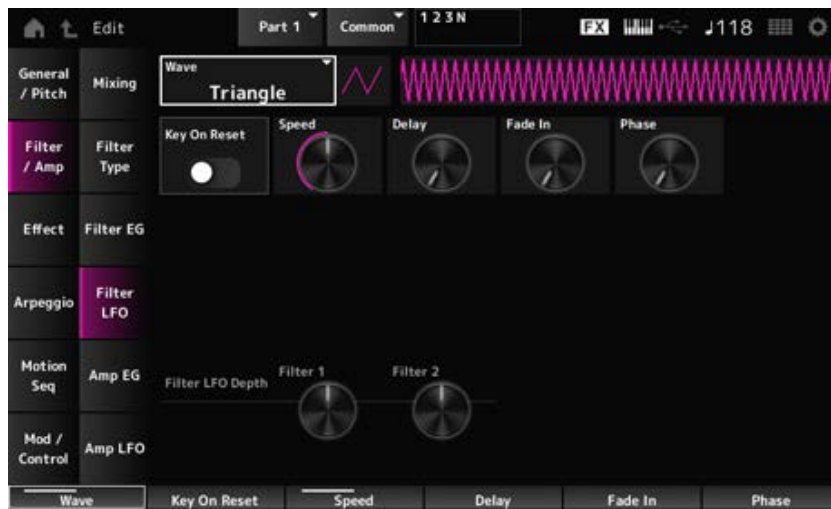 Edit
Part 1
Common
1 2 3 N
FX
♩118
General / Pitch
Mixing
Filter / Amp
Filter Type
Effect
Filter EG
Arpeggio
Filter LFO
Motion Seq
Amp EG
Mod / Control
Amp LFO
Wave
Triangle
Key On Reset
Speed
Delay
Fade In
Phase
Filter LFO Depth
Filter 1
Filter 2
Wave
Key On Reset
Speed
Delay
Fade In
Phase